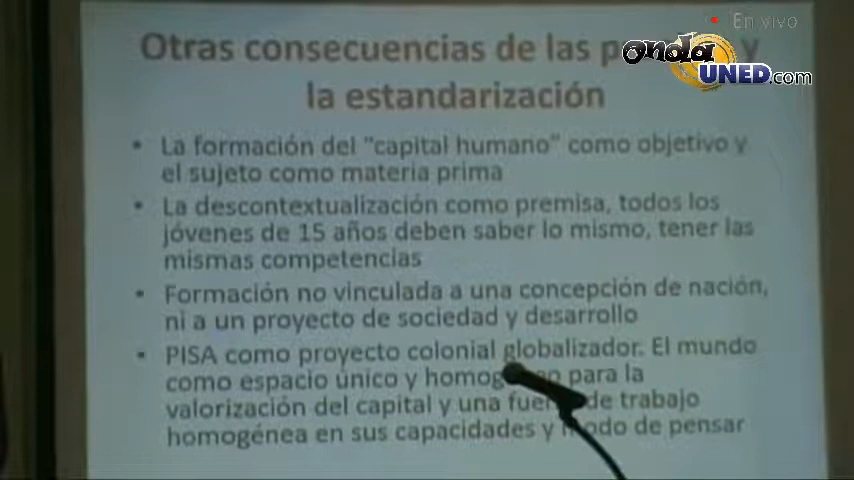 En vivo
onda
UNED.com
Otras consecuencias de las y
la estandarización
• La formación del "capital humano" como objetivo y
el sujeto como materia prima
• La descontextualización como premisa, todos los
jóvenes de 15 años deben saber lo mismo, tener las
mismas competencias
• Formación no vinculada a una concepción de nación,
ni a un proyecto de sociedad y desarrollo
• PISA como proyecto colonial globalizador. El mundo
como espacio único y para la
valorización del capital y una de trabajo
homogénea en sus capacidades y modo de pensar